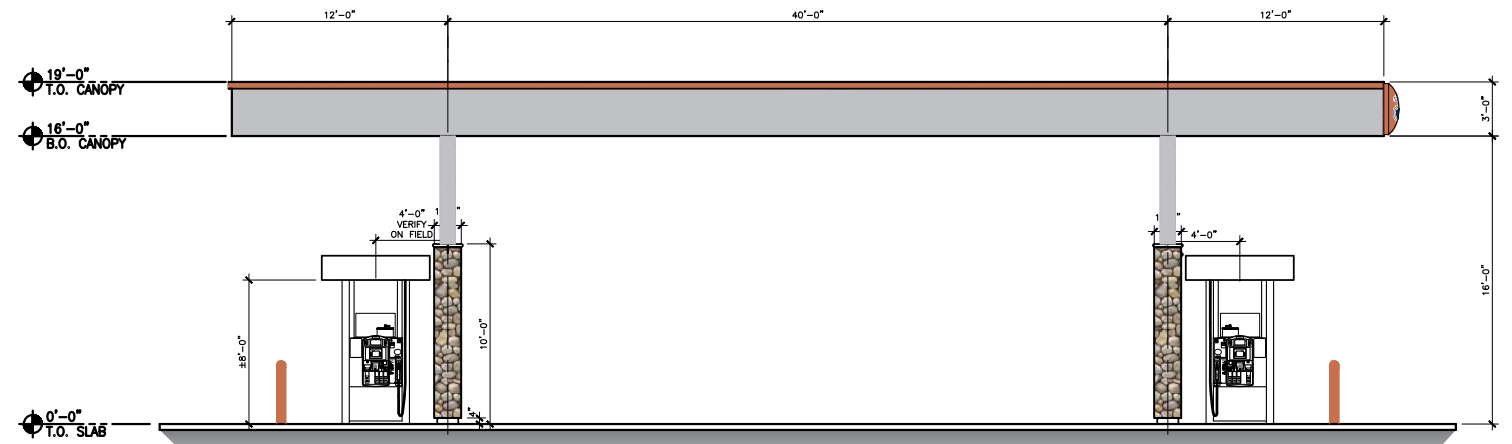 12'-0"
40'-0"
12'-0"
19'-0"
T.O. CANOPY
3'-0"
16'-0"
B.O. CANOPY
4'-0"
VERIFY
ON FIELD
4'-0"
16'-0"
10'-0"
±8'-0"
4"
0'-0"
T.O. SLAB